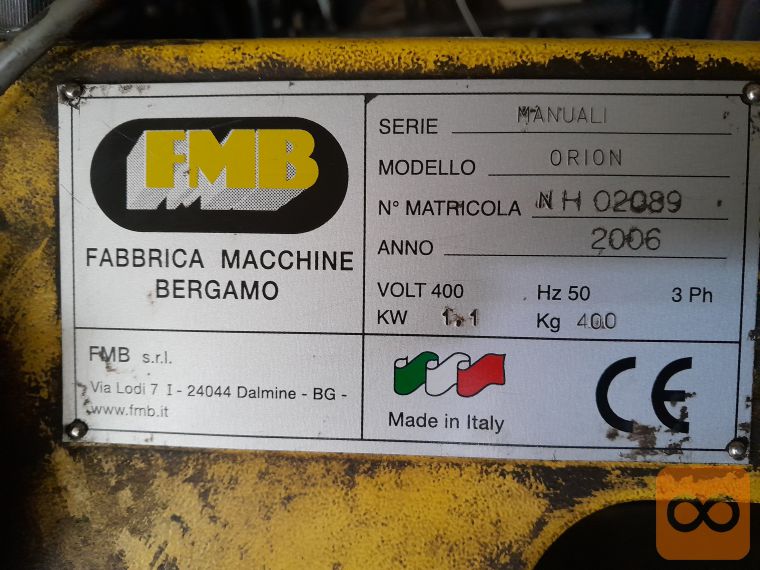 FMB
FABBRICA MACCHINE
BERGAMO
FMB s.r.l.
Via Lodi 7 I - 24044 Dalmine - BG -
www.fmb.it
SERIE MANUALI
MODELLO ORION
N° MATRICOLA NH 02089
ANNO 2006
VOLT 400 Hz 50 3 Ph
KW 1.1 Kg 400
Made in Italy
CE